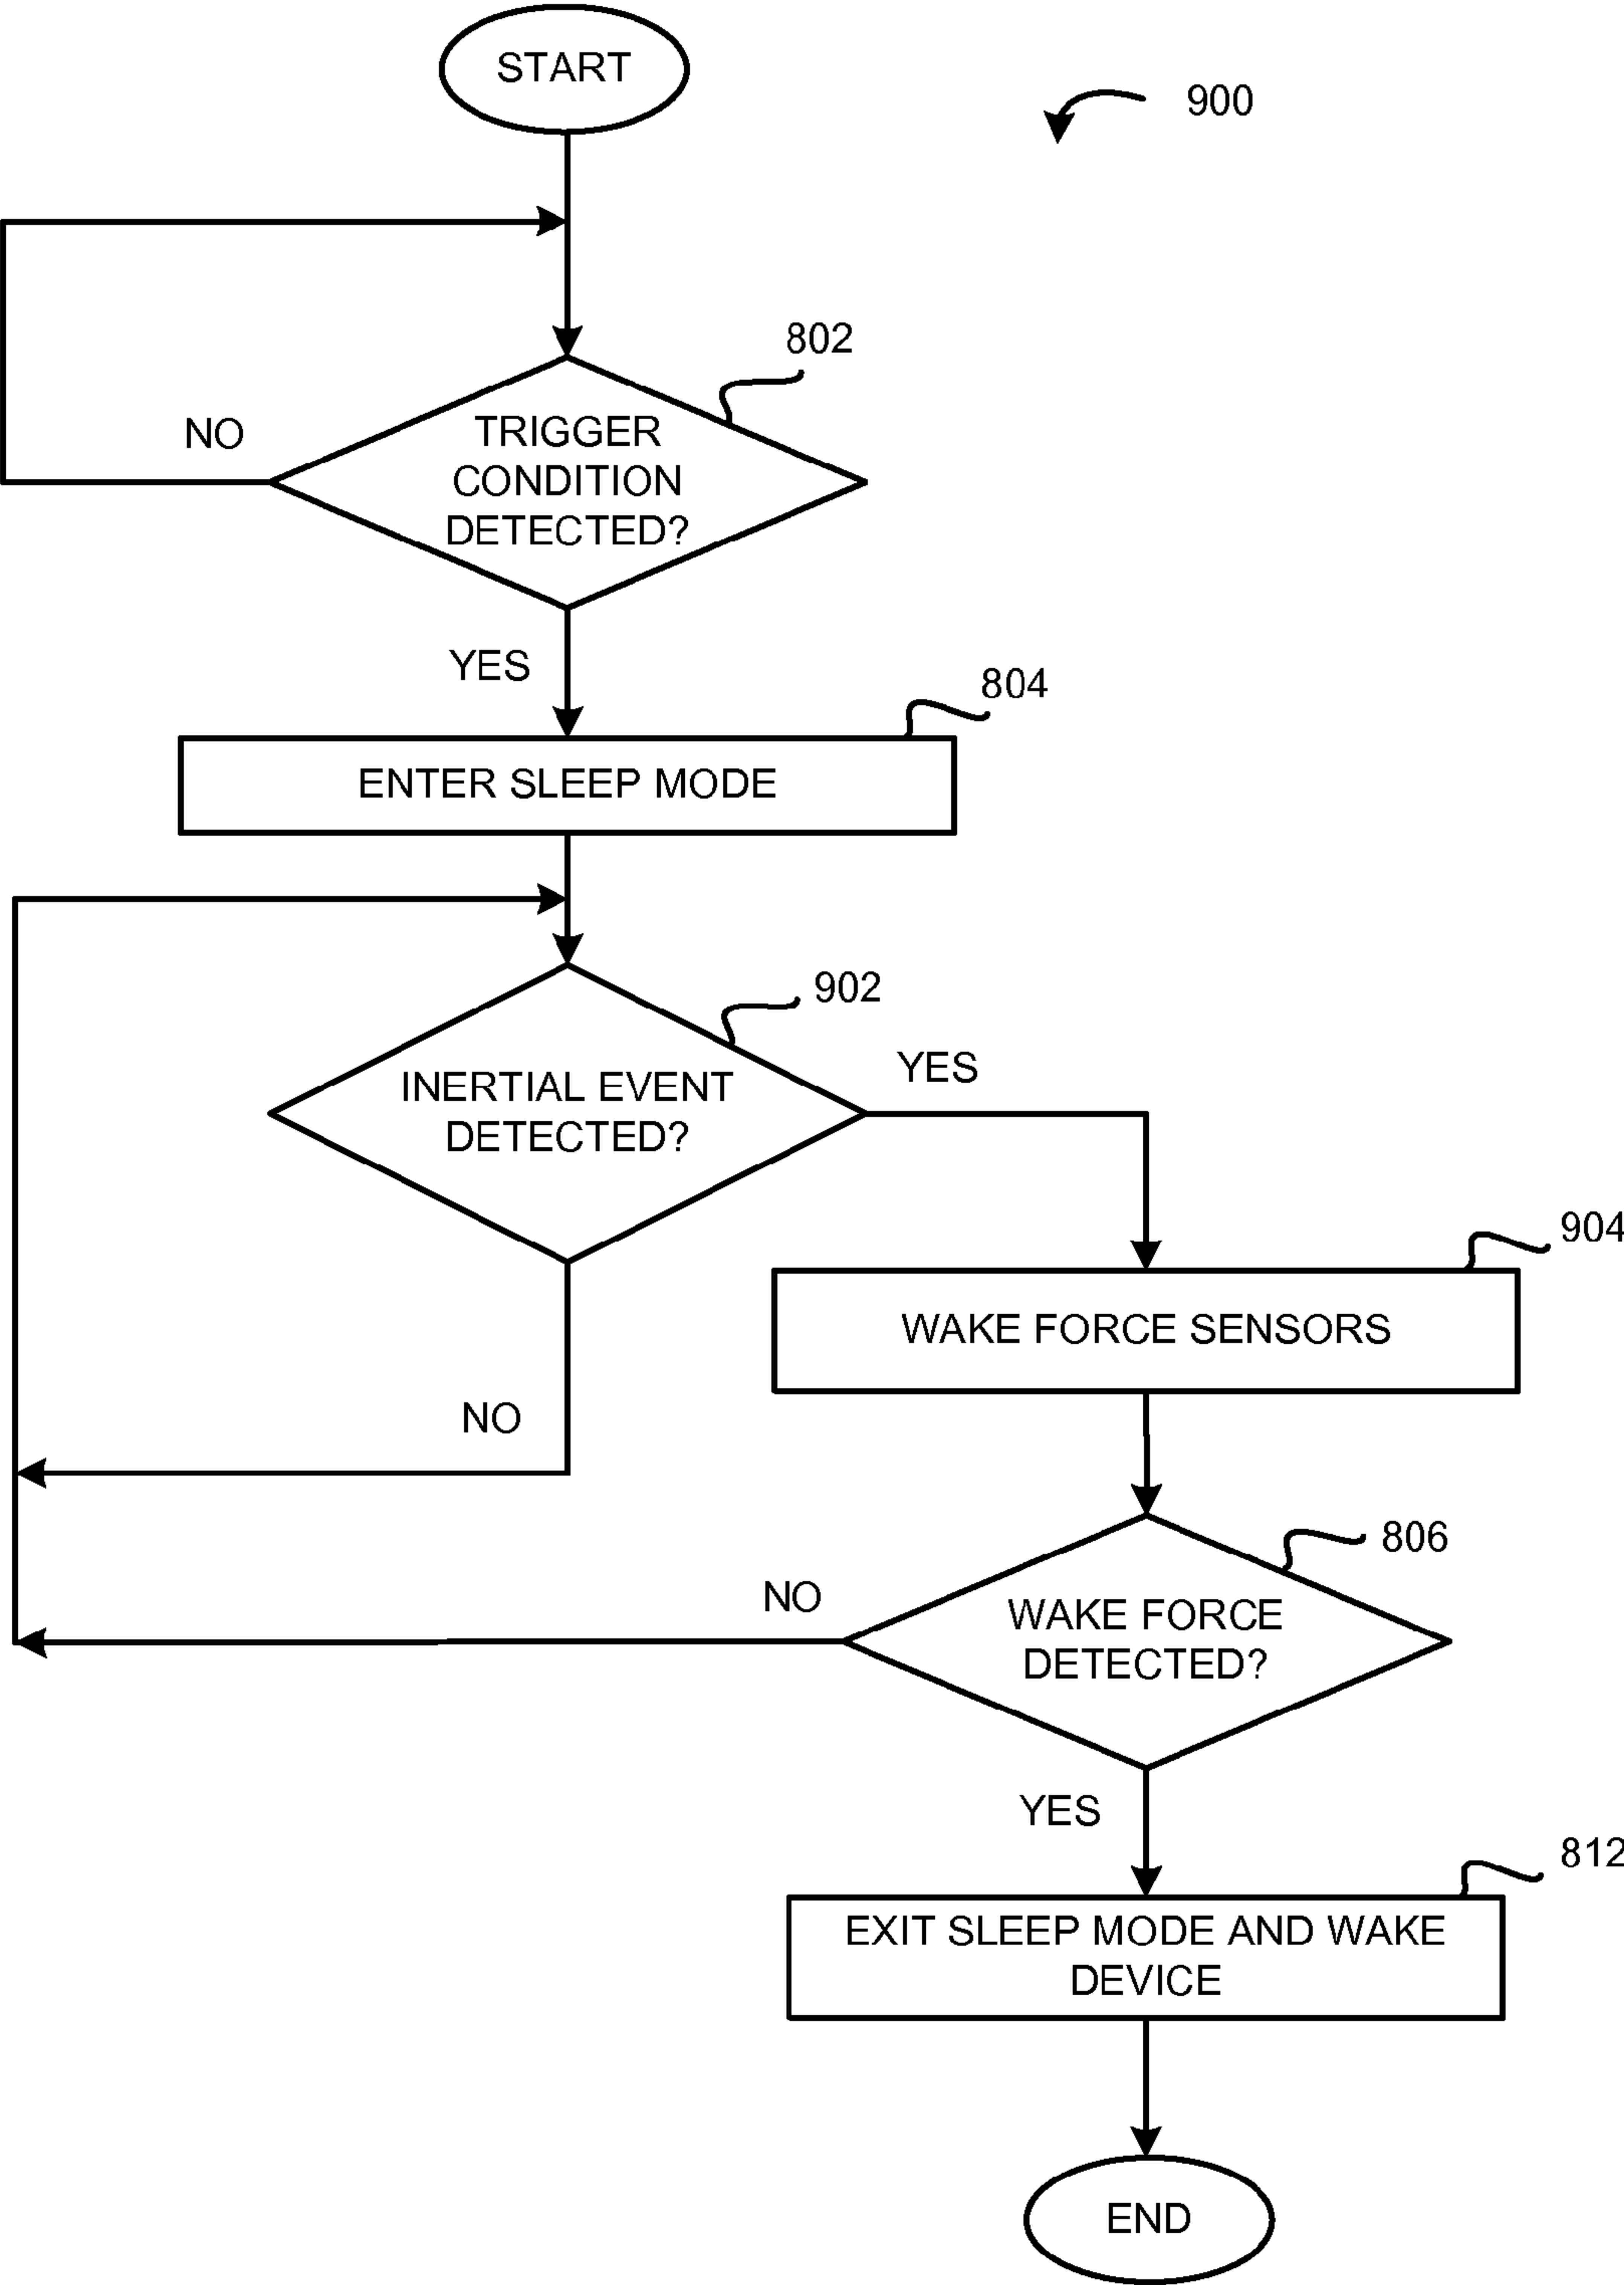 START
900
802
NO
TRIGGER
CONDITION
DETECTED?
YES
804
ENTER SLEEP MODE
902
YES
INERTIAL EVENT
DETECTED?
904
WAKE FORCE SENSORS
NO
806
NO
WAKE FORCE
DETECTED?
YES
812
EXIT SLEEP MODE AND WAKE
DEVICE
END